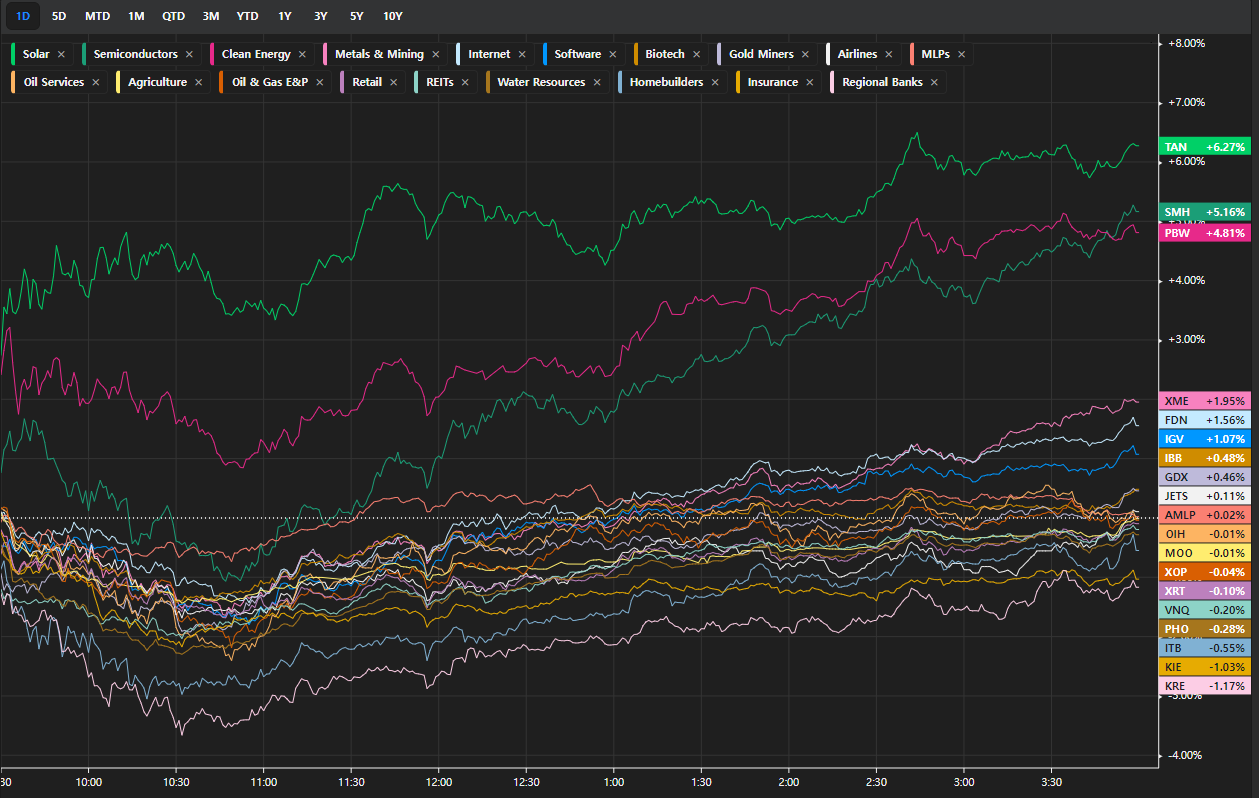 1D 5D MTD 1M QTD 3M YTD 1Y 3Y 5Y 10Y
Solar × Semiconductors × Clean Energy × Metals & Mining × Internet × Software × Biotech × Gold Miners × Airlines × MLPs ×
Oil Services × Agriculture × Oil & Gas E&P × Retail × REITs × Water Resources × Homebuilders × Insurance × Regional Banks ×
+8.00%
+7.00%
TAN +6.27%
+6.00%
SMH +5.16%
PBW +4.81%
+4.00%
+3.00%
XME +1.95%
FDN +1.56%
IGV +1.07%
IBB +0.48%
GDX +0.46%
JETS +0.11%
AMLP +0.02%
OIH -0.01%
MOO -0.01%
XOP -0.04%
XRT -0.10%
VNQ -0.20%
PHO -0.28%
ITB -0.55%
KIE -1.03%
KRE -1.17%
-3.00%
-4.00%
30 10:00 10:30 11:00 11:30 12:00 12:30 1:00 1:30 2:00 2:30 3:00 3:30